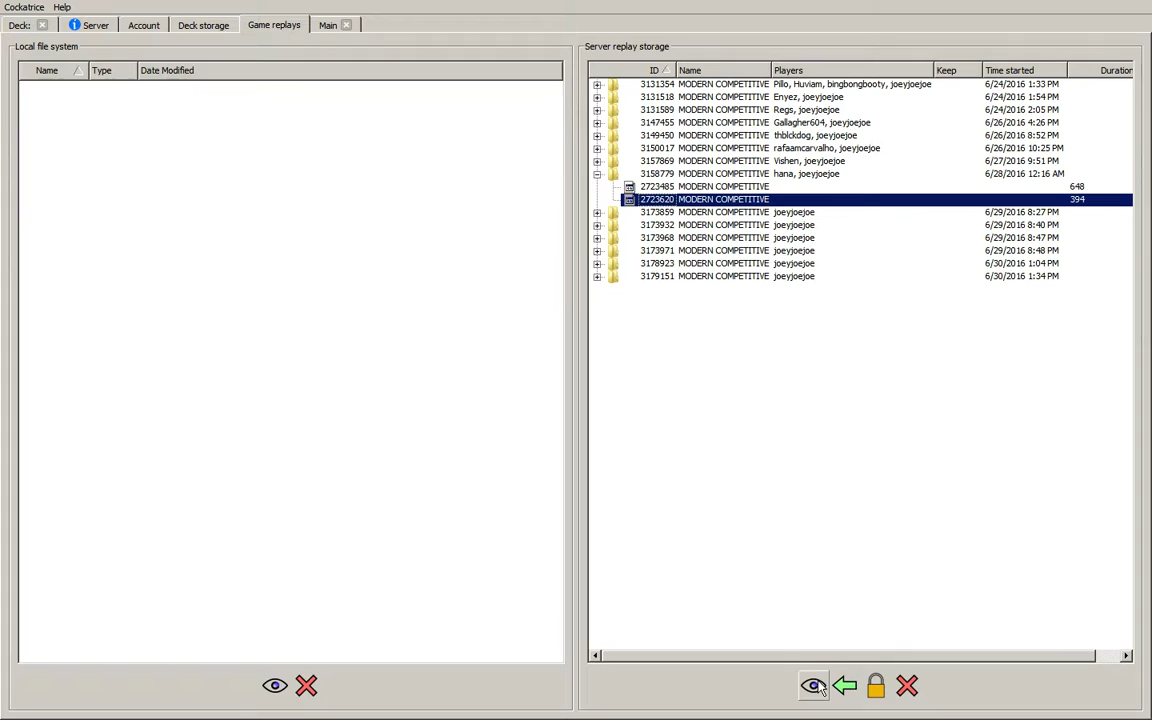 Cockatrice Help
Deck: Server Account Deck storage Game replays Main
Local file system
Name Type Date Modified
Server replay storage
ID Name Players Keep Time started Duration
3131354 MODERN COMPETITIVE Pillo, Huviam, bingbongbooty, joeyjoejoe 6/24/2016 1:33 PM
3131518 MODERN COMPETITIVE Enyez, joeyjoejoe 6/24/2016 1:54 PM
3131589 MODERN COMPETITIVE Regs, joeyjoejoe 6/24/2016 2:05 PM
3147455 MODERN COMPETITIVE Gallagher604, joeyjoejoe 6/26/2016 4:26 PM
3149450 MODERN COMPETITIVE thblckdog, joeyjoejoe 6/26/2016 8:52 PM
3150017 MODERN COMPETITIVE rafaamcarvalho, joeyjoejoe 6/26/2016 10:25 PM
3157869 MODERN COMPETITIVE Vishen, joeyjoejoe 6/27/2016 9:51 PM
3158779 MODERN COMPETITIVE hana, joeyjoejoe 6/28/2016 12:16 AM
2723485 MODERN COMPETITIVE 648
2723620 MODERN COMPETITIVE 394
3173859 MODERN COMPETITIVE joeyjoejoe 6/29/2016 8:27 PM
3173932 MODERN COMPETITIVE joeyjoejoe 6/29/2016 8:40 PM
3173968 MODERN COMPETITIVE joeyjoejoe 6/29/2016 8:47 PM
3173971 MODERN COMPETITIVE joeyjoejoe 6/29/2016 8:48 PM
3178923 MODERN COMPETITIVE joeyjoejoe 6/30/2016 1:04 PM
3179151 MODERN COMPETITIVE joeyjoejoe 6/30/2016 1:34 PM